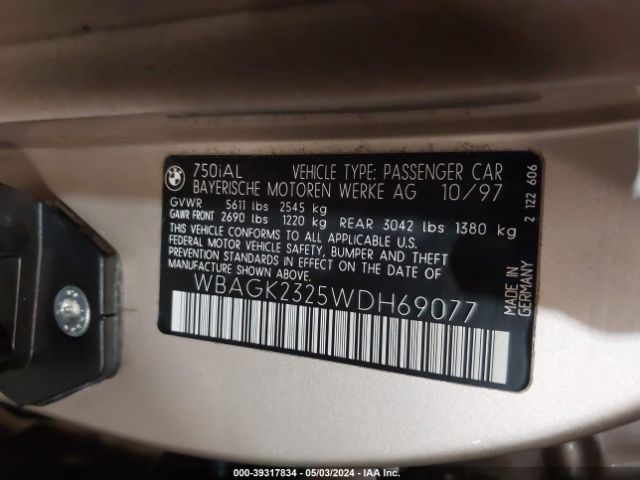 BMW
750iAL VEHICLE TYPE: PASSENGER CAR
BAYERISCHE MOTOREN WERKE AG 10/97
GVWR 5611 lbs 2545 kg
GAWR FRONT 2690 lbs 1220 kg REAR 3042 lbs 1380 kg
THIS VEHICLE CONFORMS TO ALL APPLICABLE U.S.
FEDERAL MOTOR VEHICLE SAFETY, BUMPER AND THEFT
PREVENTION STANDARDS IN EFFECT ON THE DATE OF
MANUFACTURE SHOWN ABOVE.
WBAGK2325WDH69077
2 122 606
MADE IN
GERMANY
000-39317834 - 05/03/2024 - IAAI.COM